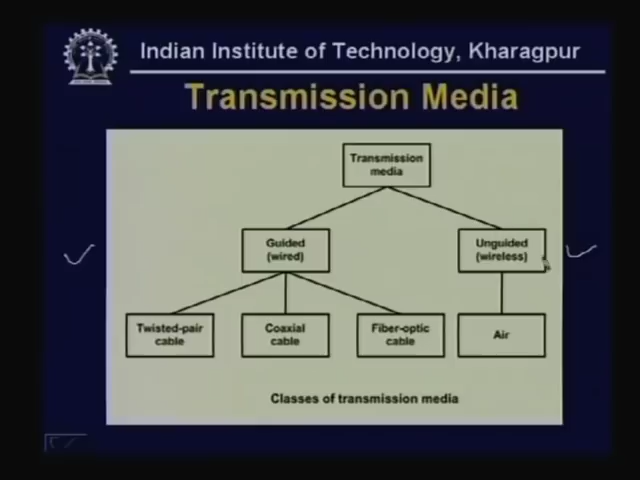 Indian Institute of Technology, Kharagpur
Transmission Media
Transmission
media
Guided
(wired)
Unguided
(wireless)
Twisted-pair
cable
Coaxial
cable
Fiber-optic
cable
Air
Classes of transmission media